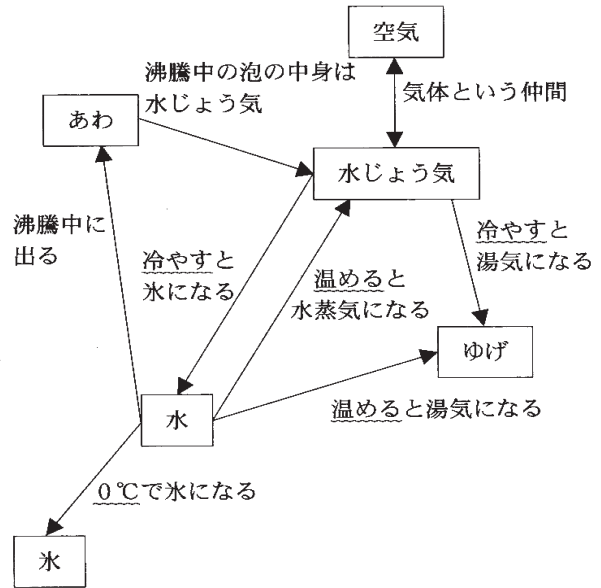 空気
沸騰中の泡の中身は
水じょう気
気体という仲間
あわ
水じょう気
沸騰中に
出る
冷やすと
氷になる
温めると
水蒸気になる
冷やすと
湯気になる
ゆげ
水
温めると湯気になる
0℃で氷になる
氷